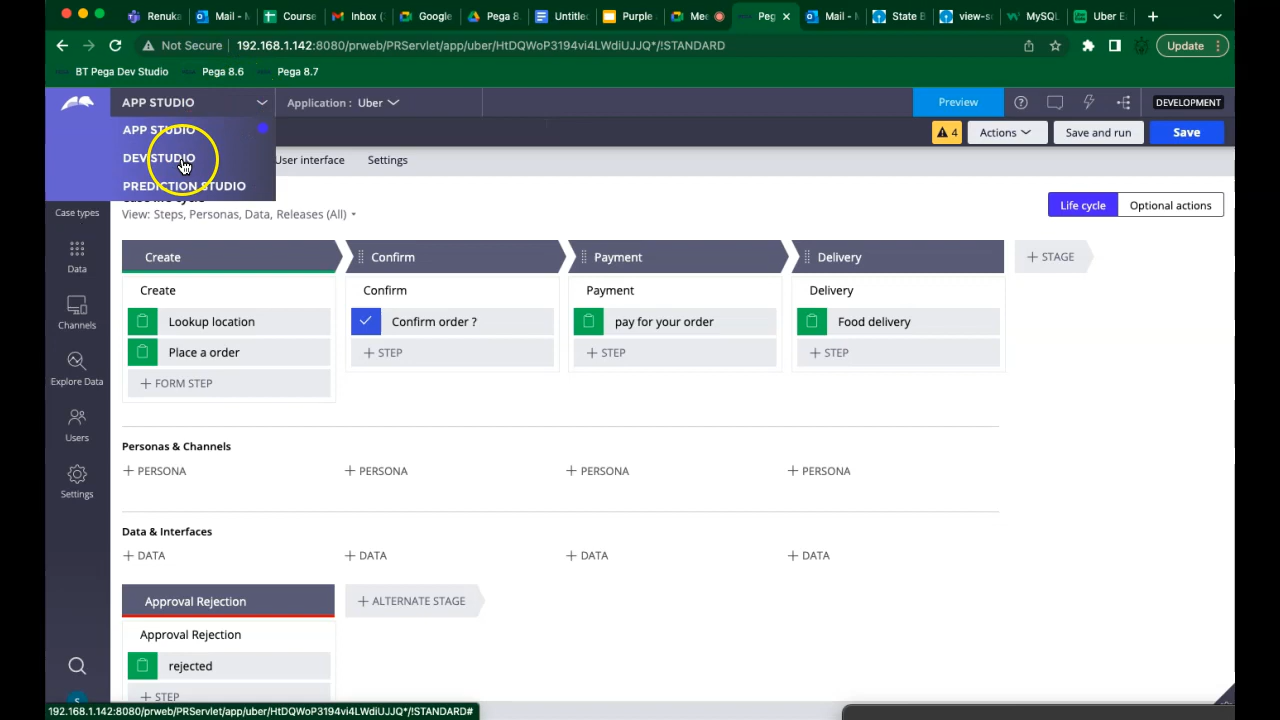 Renuka
Mail -
Course
Inbox (
Google
Pega 8.
Untitle
Purple
Mee
Peg
Mail -
State B
view-s
MySQL
Uber E
Not Secure
192.168.1.142:8080/prweb/PRServlet/app/uber/HtDQWoP3194vi4LWdiUJJQ*/!STANDARD
Update
BT Pega Dev Studio
Pega 8.6
Pega 8.7
APP STUDIO
Application : Uber
Preview
DEVELOPMENT
APP STUDIO
DEV STUDIO
PREDICTION STUDIO
4
Actions
Save and run
Save
User interface
Settings
View: Steps, Personas, Data, Releases (All)
Life cycle
Optional actions
Case types
Data
Channels
Explore Data
Users
Settings
Create
Confirm
Payment
Delivery
+ STAGE
Create
Confirm
Payment
Delivery
Lookup location
Confirm order ?
pay for your order
Food delivery
Place a order
+ STEP
+ STEP
+ STEP
+ FORM STEP
Personas & Channels
+ PERSONA
+ PERSONA
+ PERSONA
+ PERSONA
Data & Interfaces
+ DATA
+ DATA
+ DATA
+ DATA
Approval Rejection
+ ALTERNATE STAGE
Approval Rejection
rejected
+ STEP
192.168.1.142:8080/prweb/PRServlet/app/uber/HtDQWoP3194vi4LWdiUJJQ*/!STANDARD#